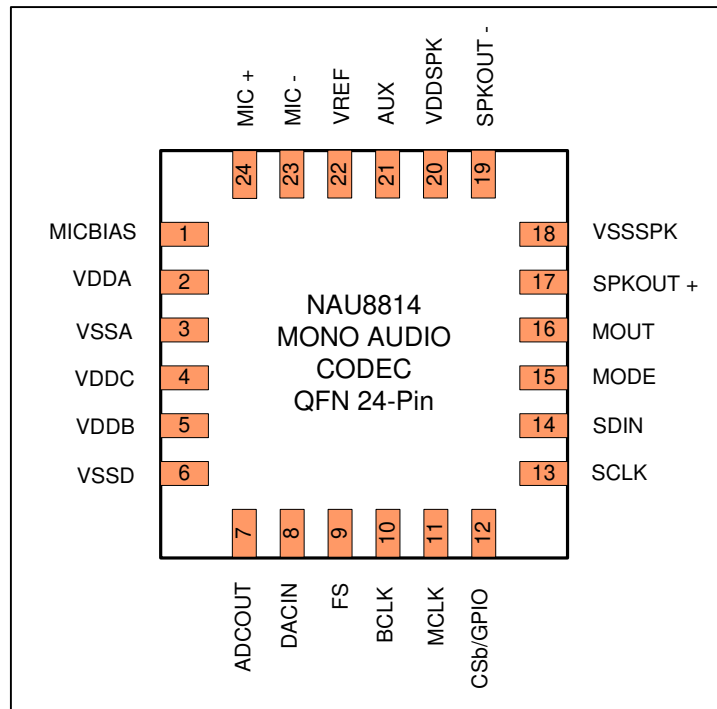 MIC +
MIC -
VREF
AUX
VDDSPK
SPKOUT -
24
23
22
21
20
19
MICBIAS 1
VDDA 2
VSSA 3
VDDC 4
VDDB 5
VSSD 6
NAU8814
MONO AUDIO
CODEC
QFN 24-Pin
18 VSSSPK
17 SPKOUT +
16 MOUT
15 MODE
14 SDIN
13 SCLK
7
8
9
10
11
12
ADCOUT
DACIN
FS
BCLK
MCLK
CSb/GPIO